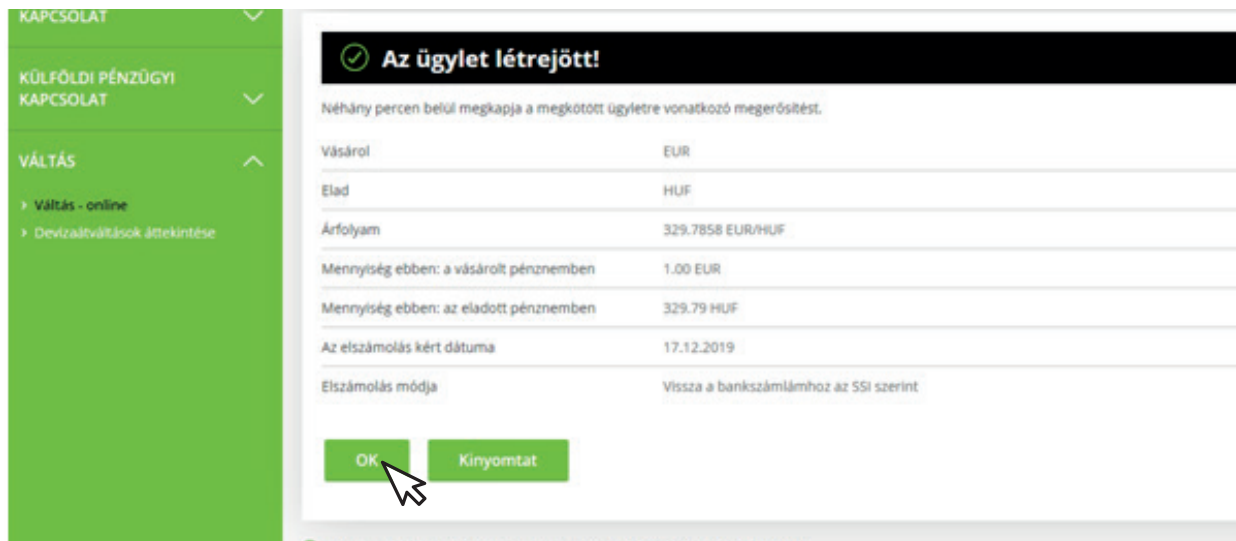 KAPCSOLAT
KÜLFÖLDI PÉNZÜGYI
KAPCSOLAT
VÁLTÁS
Váltás - online
Devizaátváltások áttekintése
Az ügylet létrejött!
Néhány percen belül megkapja a megkötött ügyletre vonatkozó megerősítést.
Vásárol EUR
Elad HUF
Árfolyam 329.7858 EUR/HUF
Mennyiség ebben: a vásárolt pénznemben 1.00 EUR
Mennyiség ebben: az eladott pénznemben 329.79 HUF
Az elszámolás kért dátuma 17.12.2019
Elszámolás módja Vissza a bankszámlámhoz az SSI szerint
OK Kinyomtat